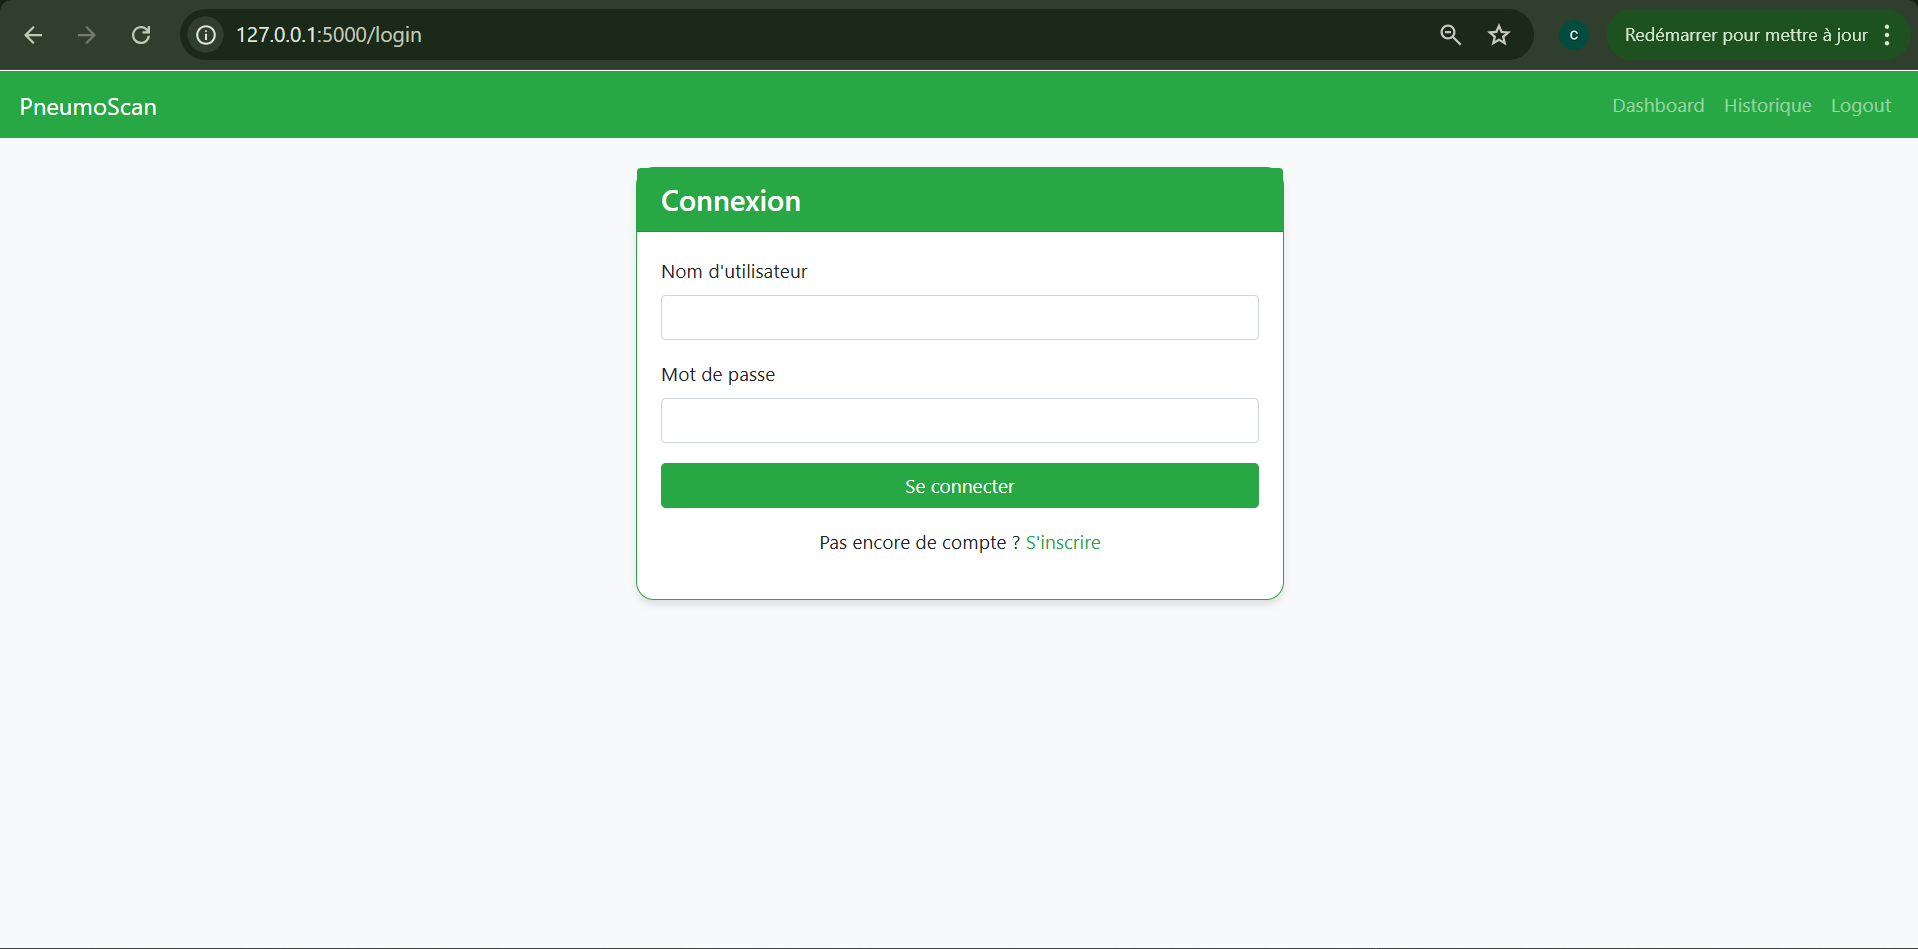 127.0.0.1:5000/login
C
Redémarrer pour mettre à jour
PneumoScan
Dashboard Historique Logout
Connexion
Nom d'utilisateur
Mot de passe
Se connecter
Pas encore de compte ? S'inscrire